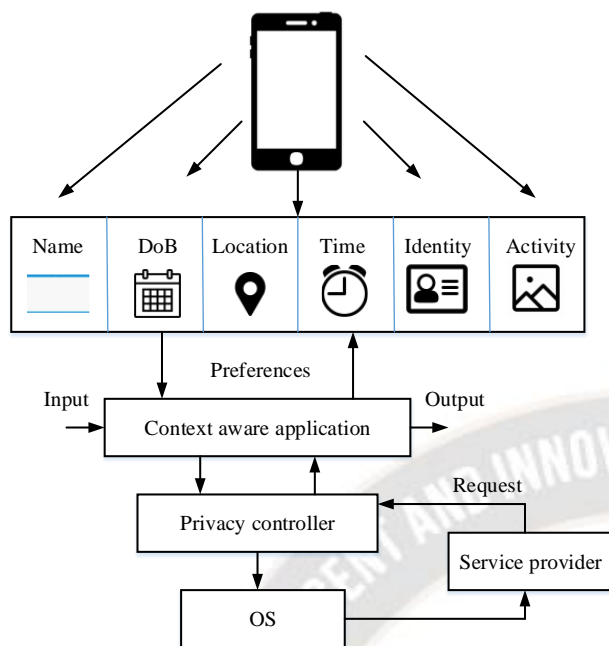 Name
DoB
Location
Time
Identity
Activity
Preferences
Input
Output
Context aware application
Request
Privacy controller
Service provider
OS